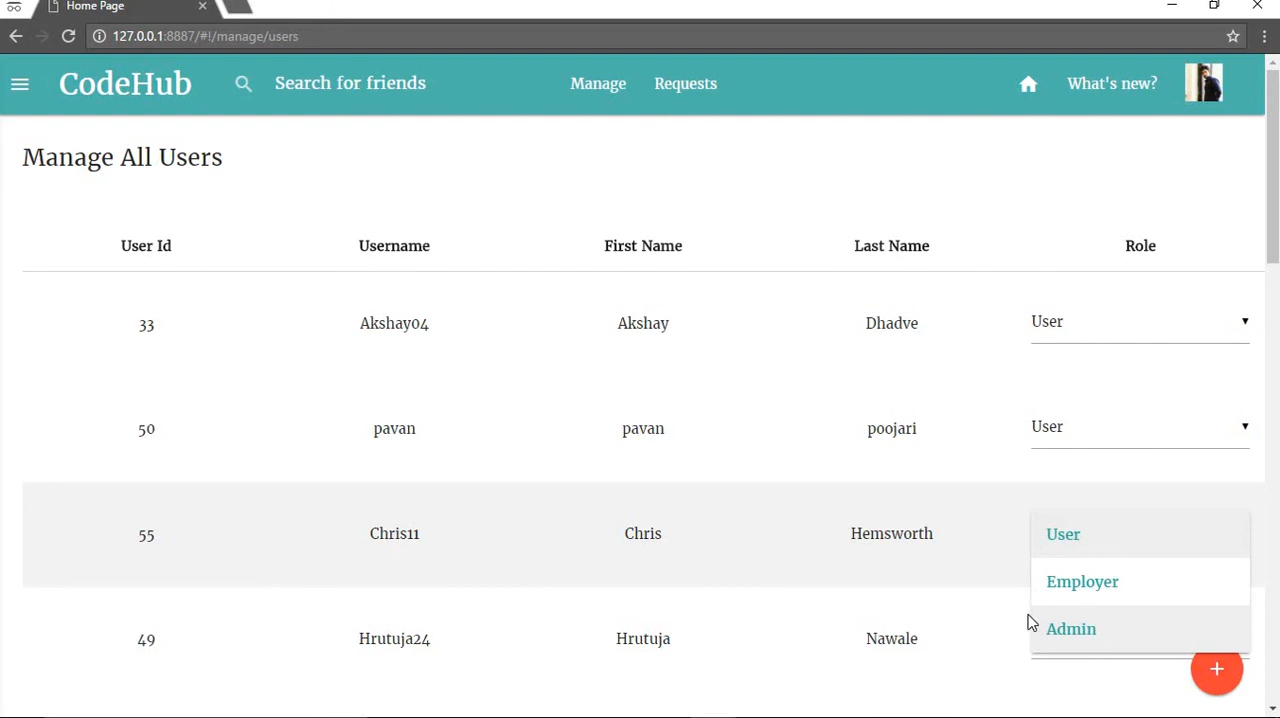 Home Page
127.0.0.1:8887/#!/manage/users
CodeHub Search for friends Manage Requests What's new?
Manage All Users
User Id Username First Name Last Name Role
33 Akshay04 Akshay Dhadve User
50 pavan pavan poojari User
55 Chris11 Chris Hemsworth User
Employer
49 Hrutuja24 Hrutuja Nawale Admin
+